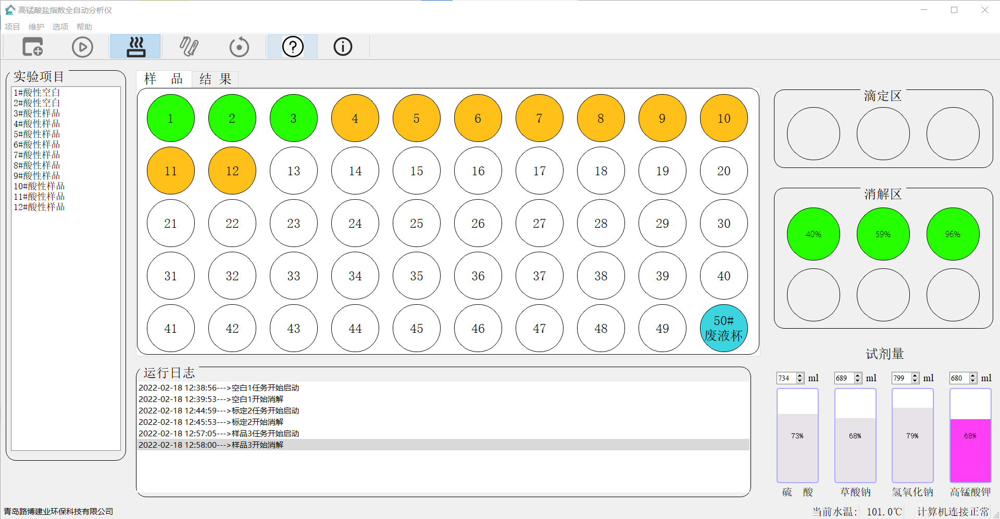 高锰酸盐指数全自动分析仪
项目 维护 选项 帮助
实验项目
1#酸性空白
2#酸性空白
3#酸性样品
4#酸性样品
5#酸性样品
6#酸性样品
7#酸性样品
8#酸性样品
9#酸性样品
10#酸性样品
11#酸性样品
12#酸性样品
样 品 结 果
1 2 3 4 5 6 7 8 9 10
11 12 13 14 15 16 17 18 19 20
21 22 23 24 25 26 27 28 29 30
31 32 33 34 35 36 37 38 39 40
41 42 43 44 45 46 47 48 49 50#
废液杯
运行日志
2022-02-18 12:38:56--->空白1任务开始启动
2022-02-18 12:39:53--->空白1开始消解
2022-02-18 12:44:59--->标定2任务开始启动
2022-02-18 12:45:53--->标定2开始消解
2022-02-18 12:57:05--->样品3任务开始启动
2022-02-18 12:58:00--->样品3开始消解
滴定区
消解区
40% 59% 96%
试剂量
734 ml 689 ml 799 ml 680 ml
73% 68% 79% 68%
硫 酸 草酸钠 氢氧化钠 高锰酸钾
青岛路博建业环保科技有限公司
当前水温: 101.0℃ 计算机连接正常